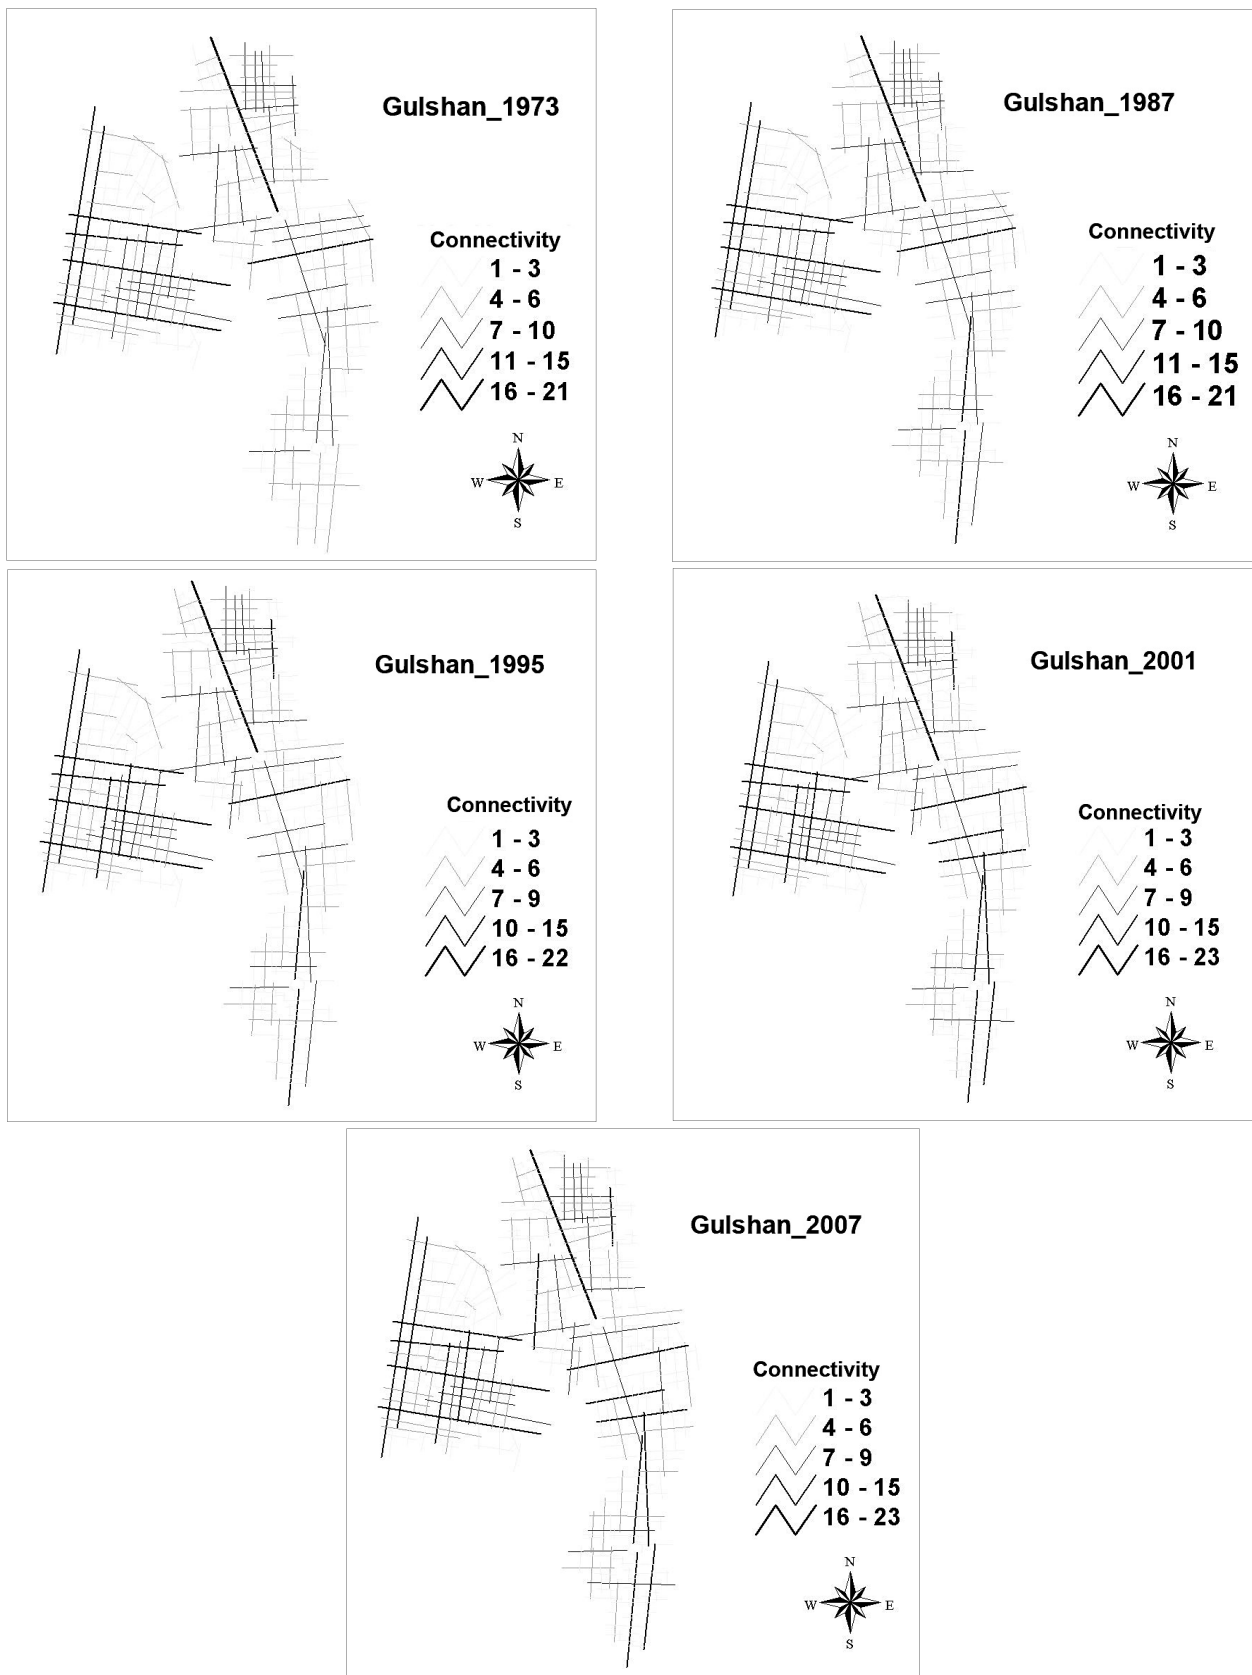 Gulshan_1973
Connectivity
1 - 3
4 - 6
7 - 10
11 - 15
16 - 21
N
W E
S
Gulshan_1987
Connectivity
1 - 3
4 - 6
7 - 10
11 - 15
16 - 21
N
W E
S
Gulshan_1995
Connectivity
1 - 3
4 - 6
7 - 9
10 - 15
16 - 22
N
W E
S
Gulshan_2001
Connectivity
1 - 3
4 - 6
7 - 9
10 - 15
16 - 23
N
W E
S
Gulshan_2007
Connectivity
1 - 3
4 - 6
7 - 9
10 - 15
16 - 23
N
W E
S